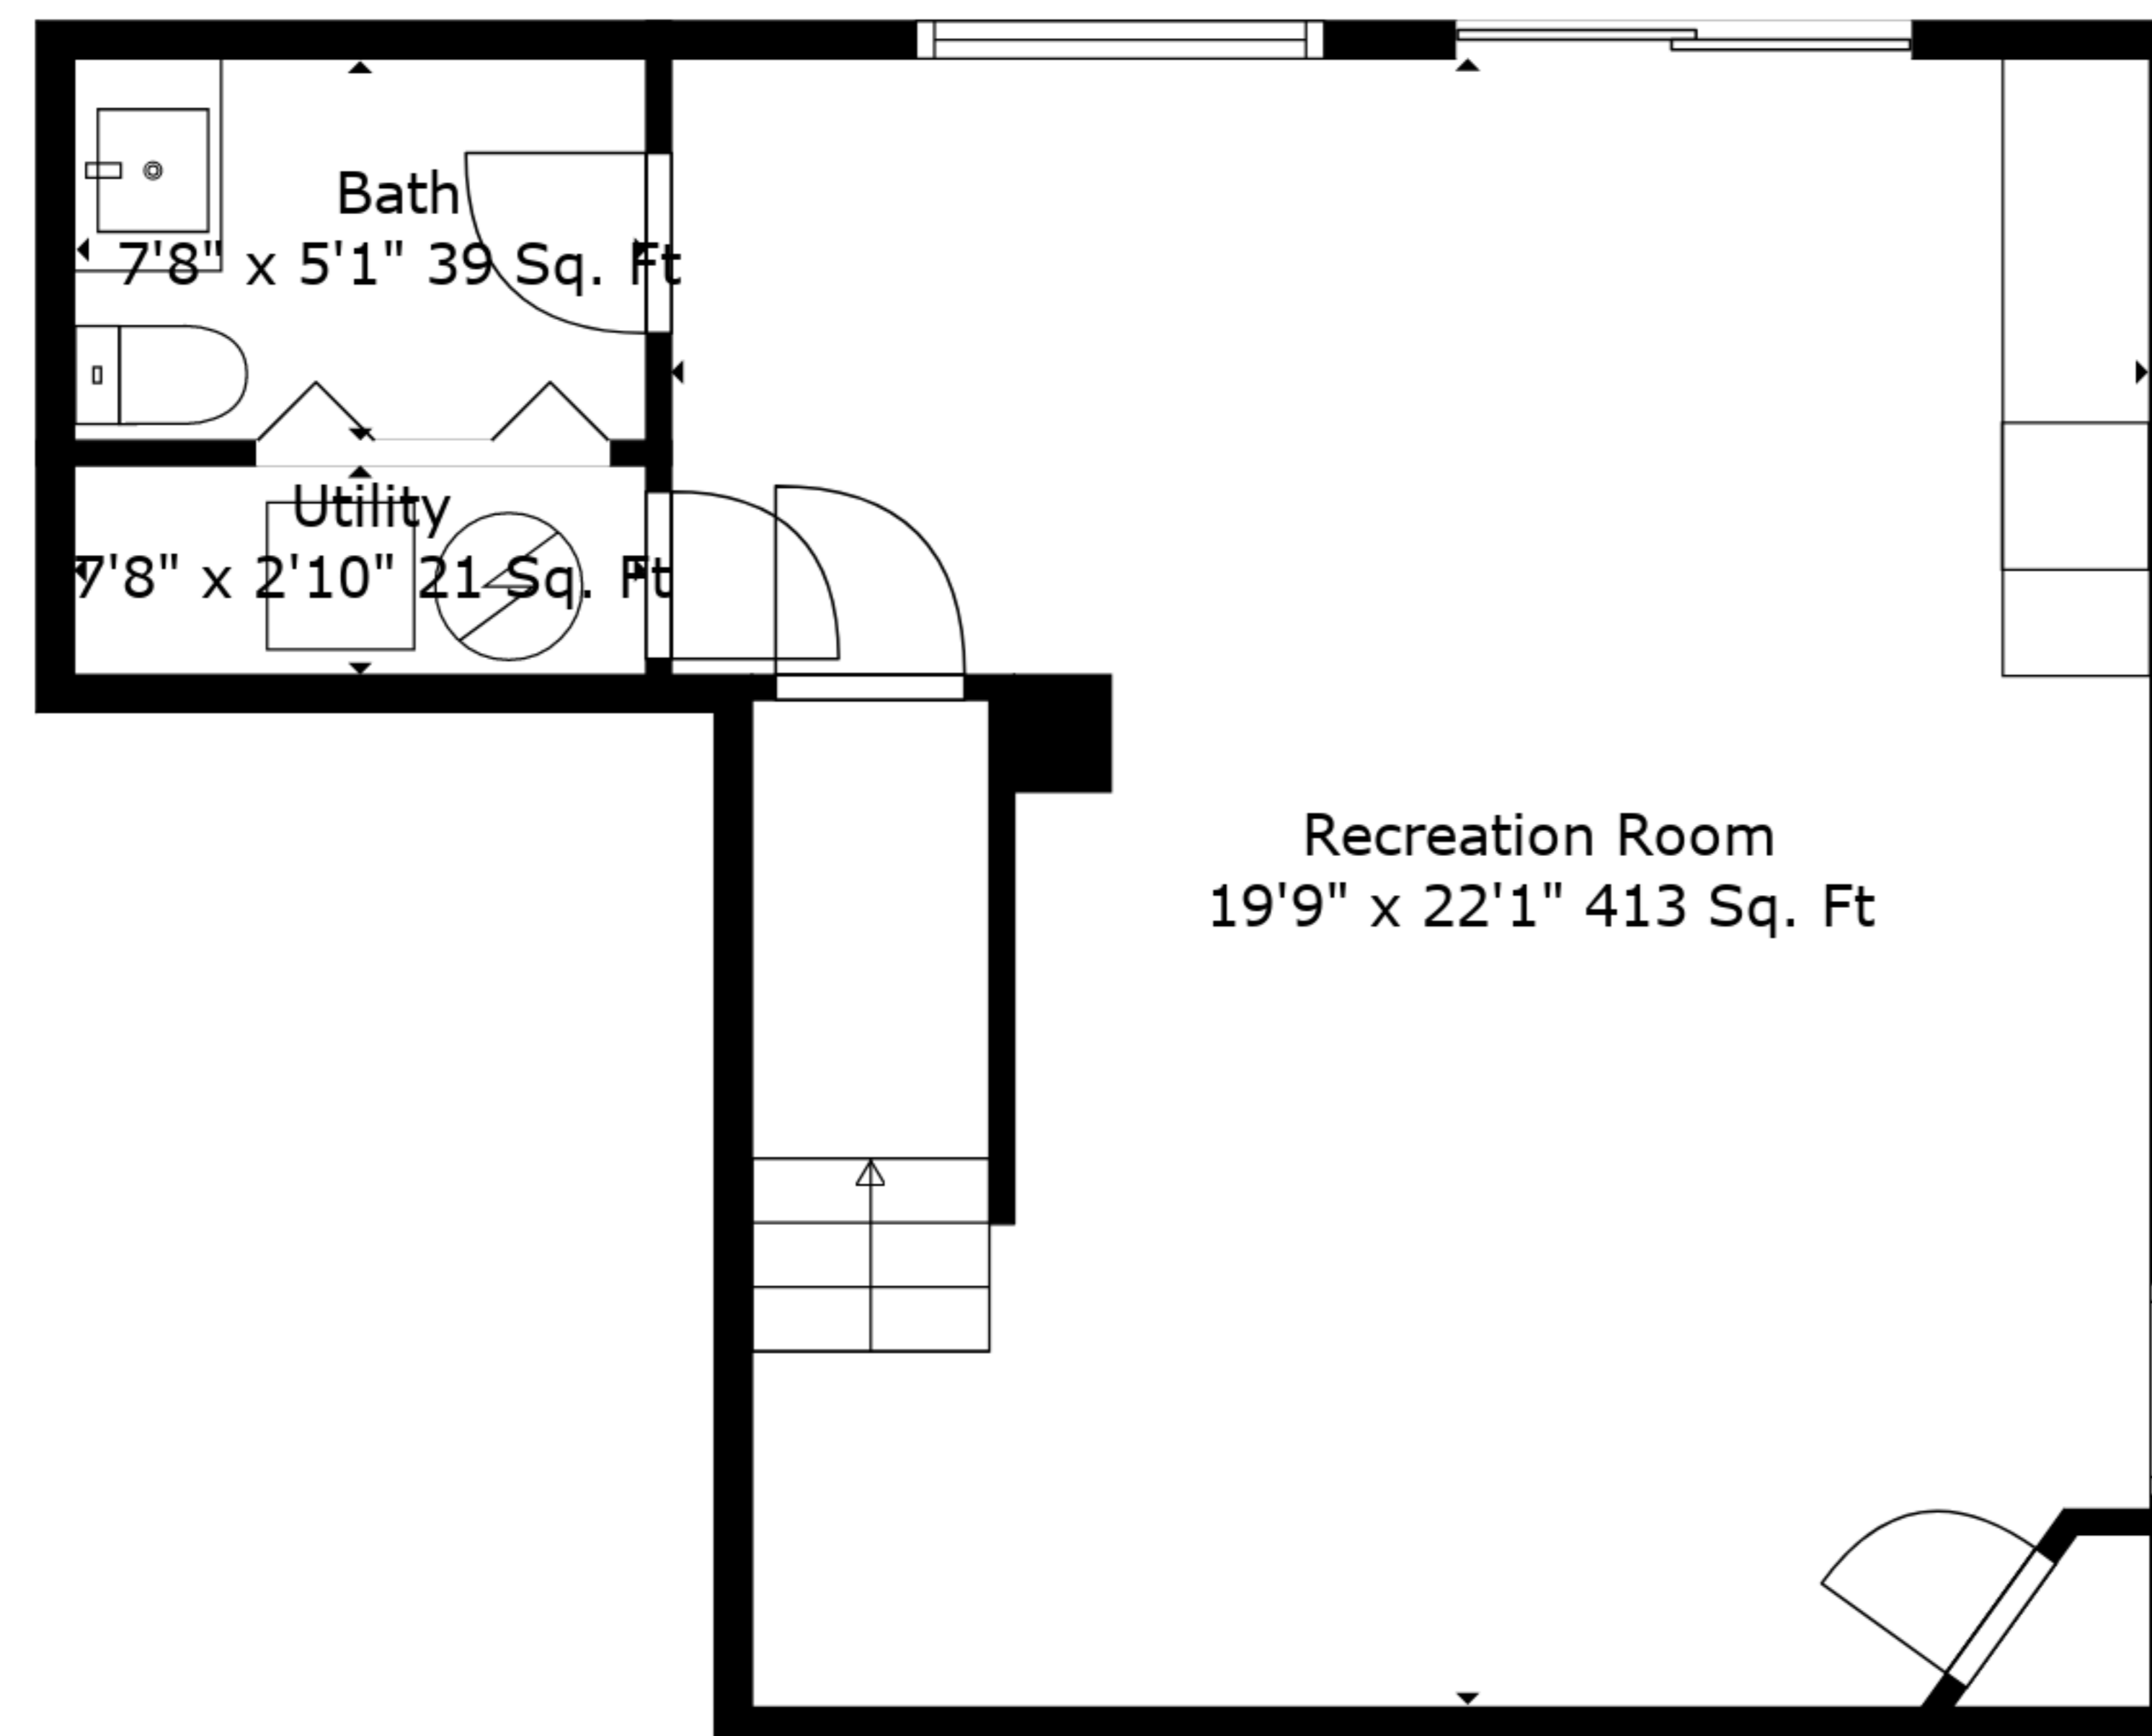 Bath
7'8" x 5'1" 39 Sq. Ft
Utility
7'8" x 2'10" 21 Sq. Ft
Recreation Room
19'9" x 22'1" 413 Sq. Ft